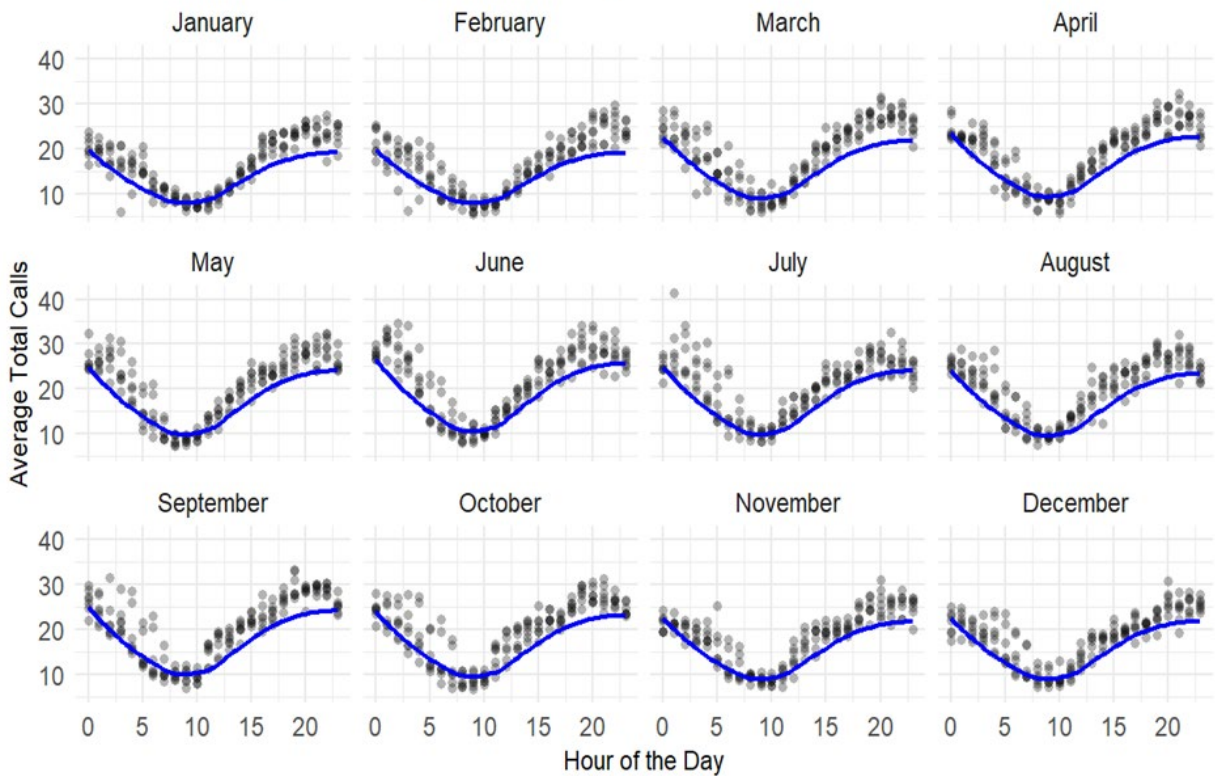 January February March April
40
30
20
10
May June July August
40
30
20
10
Average Total Calls
September October November December
40
30
20
10
0 5 10 15 20 0 5 10 15 20 0 5 10 15 20 0 5 10 15 20
Hour of the Day